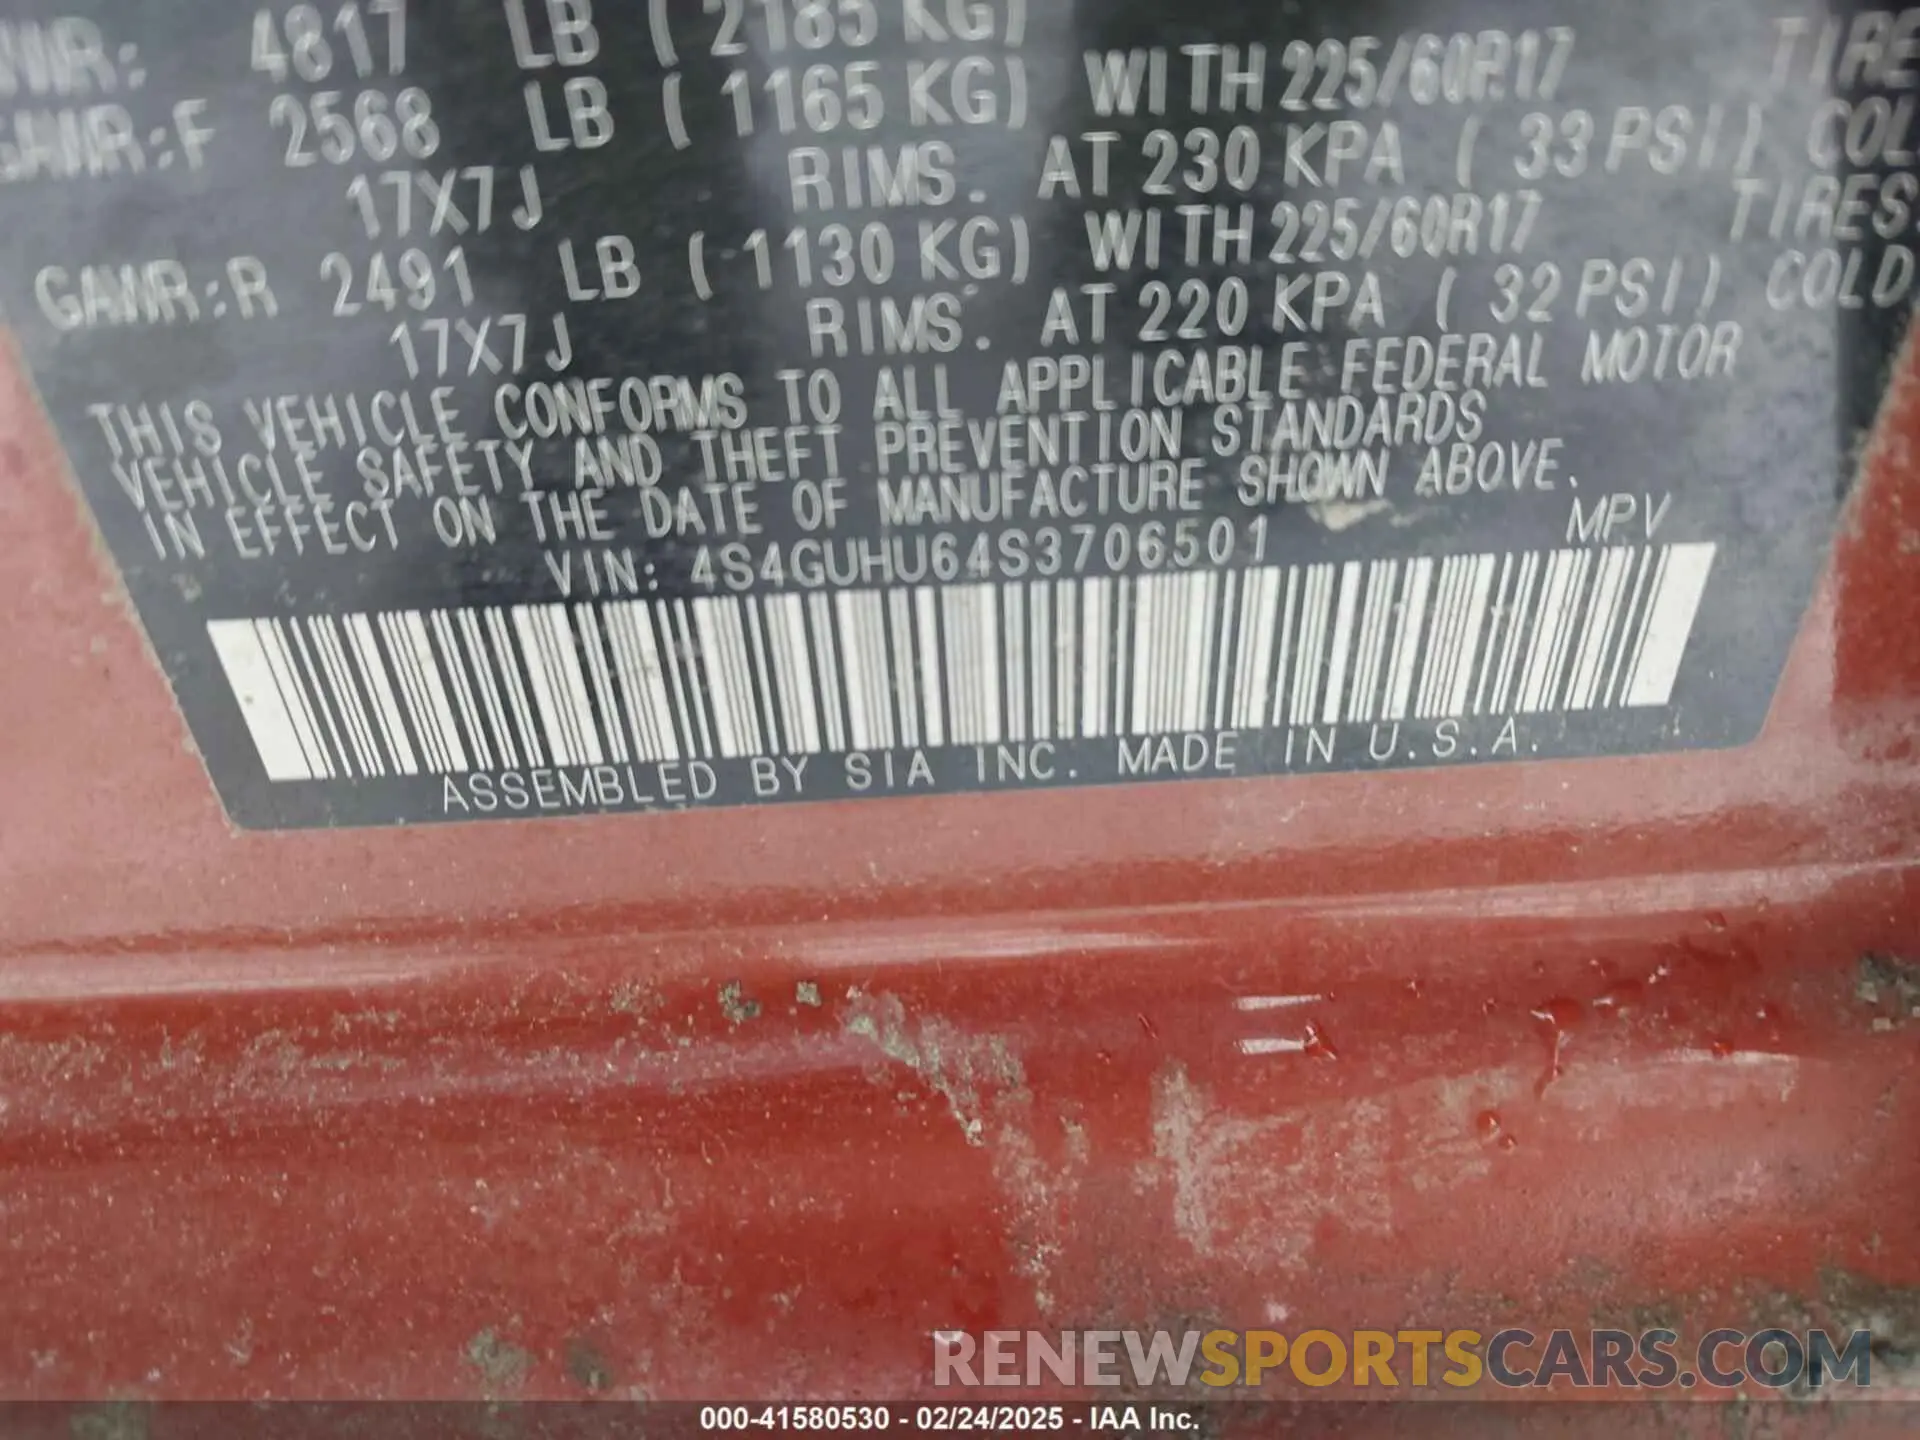 4817 LB ( 2185 KG)
GAWR:F 2568 LB ( 1165 KG) WITH 225/60R17 TIRES
17X7J RIMS. AT 230 KPA ( 33 PSI) COL
GAWR:R 2491 LB ( 1130 KG) WITH 225/60R17 TIRES
17X7J RIMS. AT 220 KPA ( 32 PSI) COLD
THIS VEHICLE CONFORMS TO ALL APPLICABLE FEDERAL MOTOR
VEHICLE SAFETY AND THEFT PREVENTION STANDARDS
IN EFFECT ON THE DATE OF MANUFACTURE SHOWN ABOVE.
VIN: 4S4GUHU64S3706501 MPV
ASSEMBLED BY SIA INC. MADE IN U.S.A.
RENEWSPORTSCARS.COM
000-41580530 - 02/24/2025 - IAA Inc.